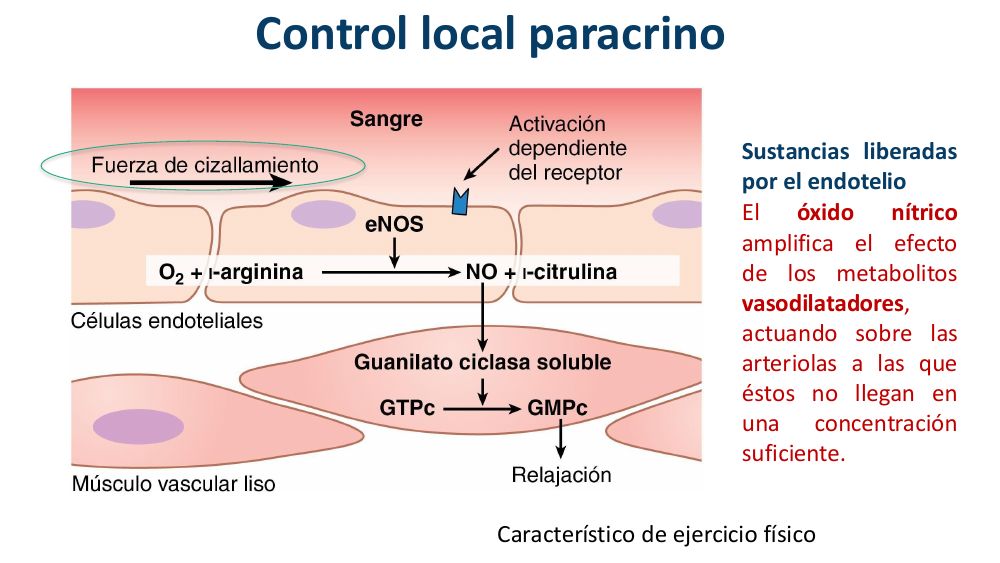 Control local paracrino
Sangre
Activación
dependiente
del receptor
Fuerza de cizallamiento
eNOS
O₂ + l-arginina
NO + l-citrulina
Células endoteliales
Guanilato ciclasa soluble
GTPc
GMPc
Relajación
Músculo vascular liso
Sustancias liberadas
por el endotelio
El óxido nítrico
amplifica el efecto
de los metabolitos
vasodilatadores,
actuando sobre las
arteriolas a las que
éstos no llegan en
una concentración
suficiente.
Característico de ejercicio físico